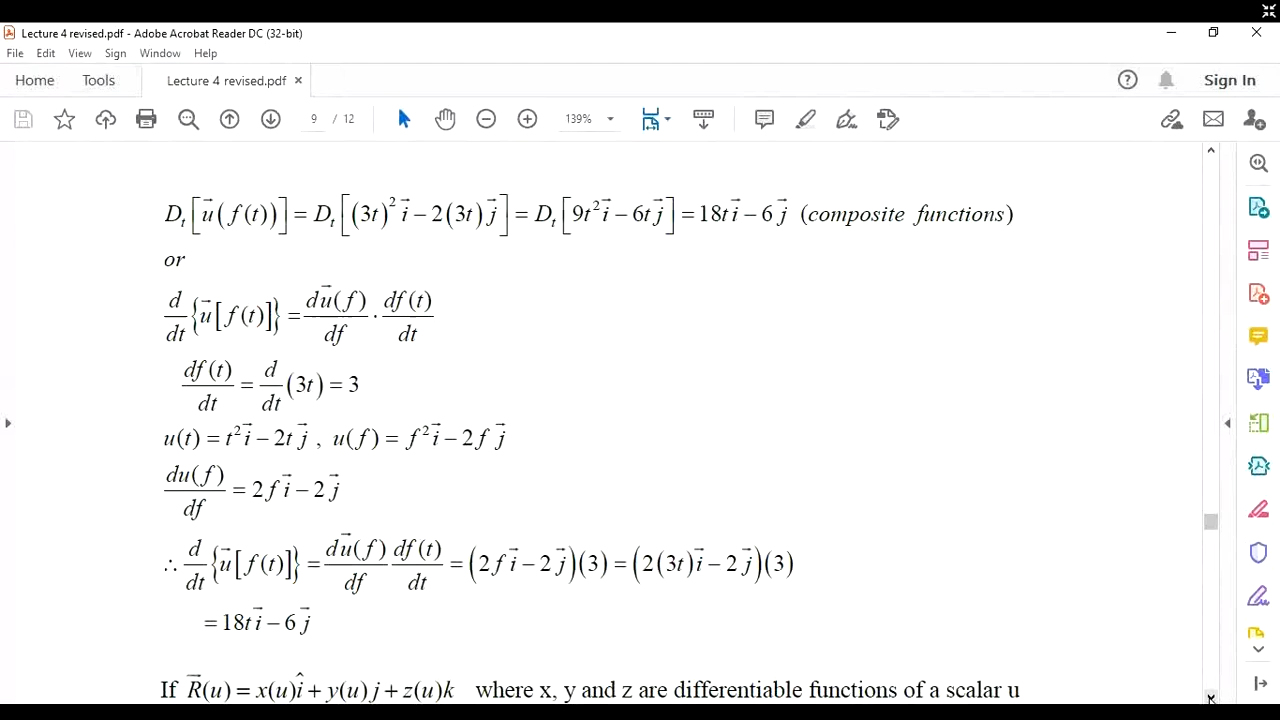 Lecture 4 revised.pdf - Adobe Acrobat Reader DC (32-bit)
File Edit View Sign Window Help
Home Tools Lecture 4 revised.pdf × Sign In
9 / 12 139%
D_t[u⃗(f(t))] = D_t[(3t)² i⃗ − 2(3t) j⃗] = D_t[9t² i⃗ − 6t j⃗] = 18t i⃗ − 6 j⃗ (composite functions)
or
d/dt {u⃗[f(t)]} = du⃗(f)/df · df(t)/dt
df(t)/dt = d/dt (3t) = 3
u(t) = t² i⃗ − 2t j⃗ , u(f) = f² i⃗ − 2f j⃗
du(f)/df = 2f i⃗ − 2 j⃗
∴ d/dt {u⃗[f(t)]} = du⃗(f)/df df(t)/dt = (2f i⃗ − 2 j⃗)(3) = (2(3t) i⃗ − 2 j⃗)(3)
= 18t i⃗ − 6 j⃗
If R⃗(u) = x(u)î + y(u) j + z(u)k where x, y and z are differentiable functions of a scalar u